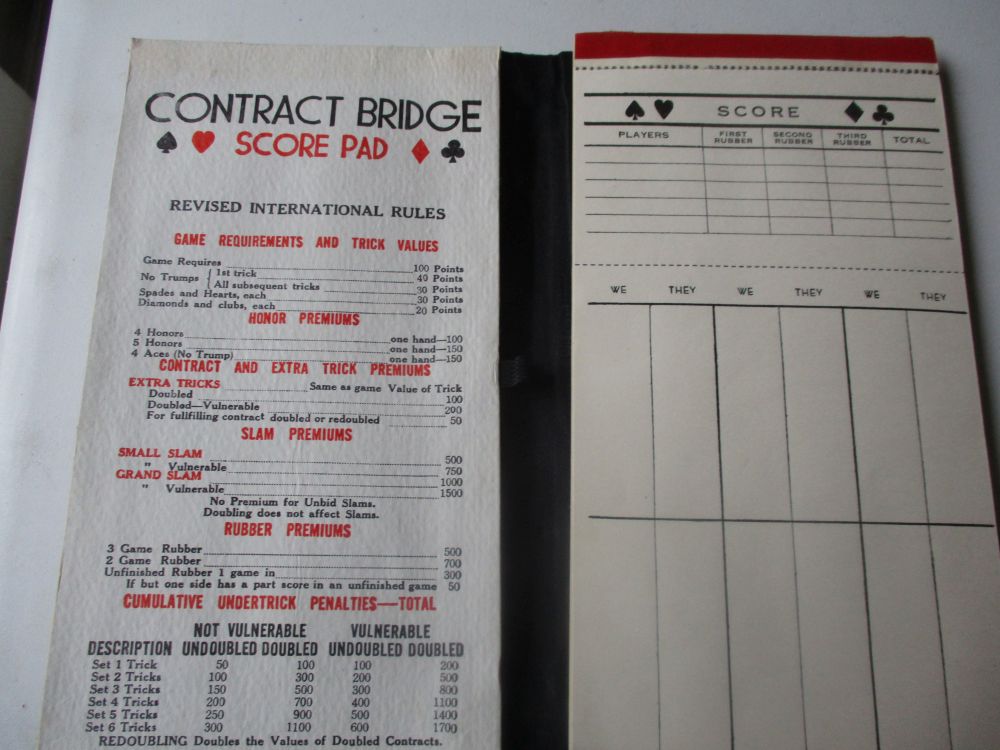 CONTRACT BRIDGE
SCORE PAD
REVISED INTERNATIONAL RULES
GAME REQUIREMENTS AND TRICK VALUES
Game Requires 100 Points
No Trumps { 1st trick 40 Points
{ All subsequent tricks 30 Points
Spades and Hearts, each 30 Points
Diamonds and clubs, each 20 Points
HONOR PREMIUMS
4 Honors one hand—100
5 Honors one hand—150
4 Aces (No Trump) one hand—150
CONTRACT AND EXTRA TRICK PREMIUMS
EXTRA TRICKS Same as game Value of Trick
Doubled 100
Doubled—Vulnerable 200
For fullfilling contract doubled or redoubled 50
SLAM PREMIUMS
SMALL SLAM 500
" Vulnerable 750
GRAND SLAM 1000
" Vulnerable 1500
No Premium for Unbid Slams.
Doubling does not affect Slams.
RUBBER PREMIUMS
3 Game Rubber 500
2 Game Rubber 700
Unfinished Rubber 1 game in 300
If but one side has a part score in an unfinished game 50
CUMULATIVE UNDERTRICK PENALTIES—TOTAL
NOT VULNERABLE VULNERABLE
DESCRIPTION UNDOUBLED DOUBLED UNDOUBLED DOUBLED
Set 1 Trick 50 100 100 200
Set 2 Tricks 100 300 200 500
Set 3 Tricks 150 500 300 800
Set 4 Tricks 200 700 400 1100
Set 5 Tricks 250 900 500 1400
Set 6 Tricks 300 1100 600 1700
REDOUBLING Doubles the Values of Doubled Contracts.
SCORE
PLAYERS FIRST RUBBER SECOND RUBBER THIRD RUBBER TOTAL
WE THEY WE THEY WE THEY